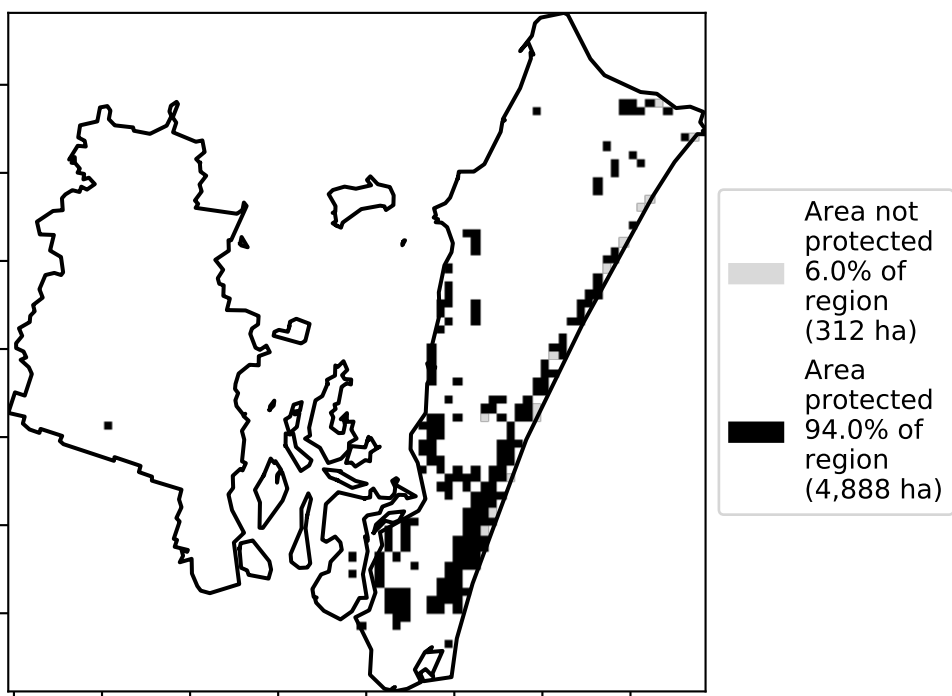 Area not
protected
6.0% of
region
(312 ha)
Area
protected
94.0% of
region
(4,888 ha)